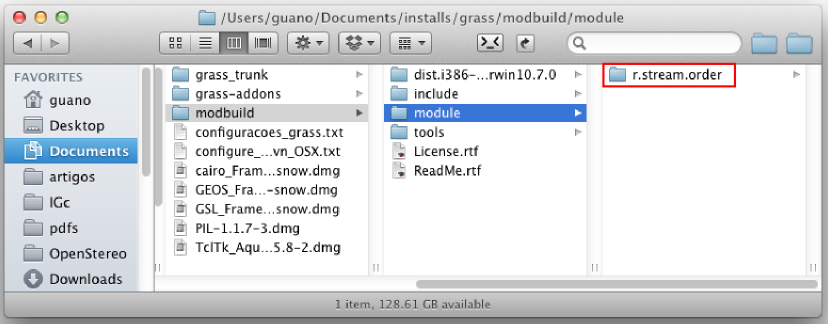 /Users/guano/Documents/installs/grass/modbuild/module
FAVORITES
guano
Desktop
Documents
artigos
IGc
pdfs
OpenStereo
Downloads
grass_trunk
grass-addons
modbuild
configuracoes_grass.txt
configure_...vn_OSX.txt
cairo_Fram...snow.dmg
GEOS_Fra...-snow.dmg
GSL_Frame...snow.dmg
PIL-1.1.7-3.dmg
TclTk_Aqu...5.8-2.dmg
dist.i386-...rwin10.7.0
include
module
tools
License.rtf
ReadMe.rtf
r.stream.order
1 item, 128.61 GB available